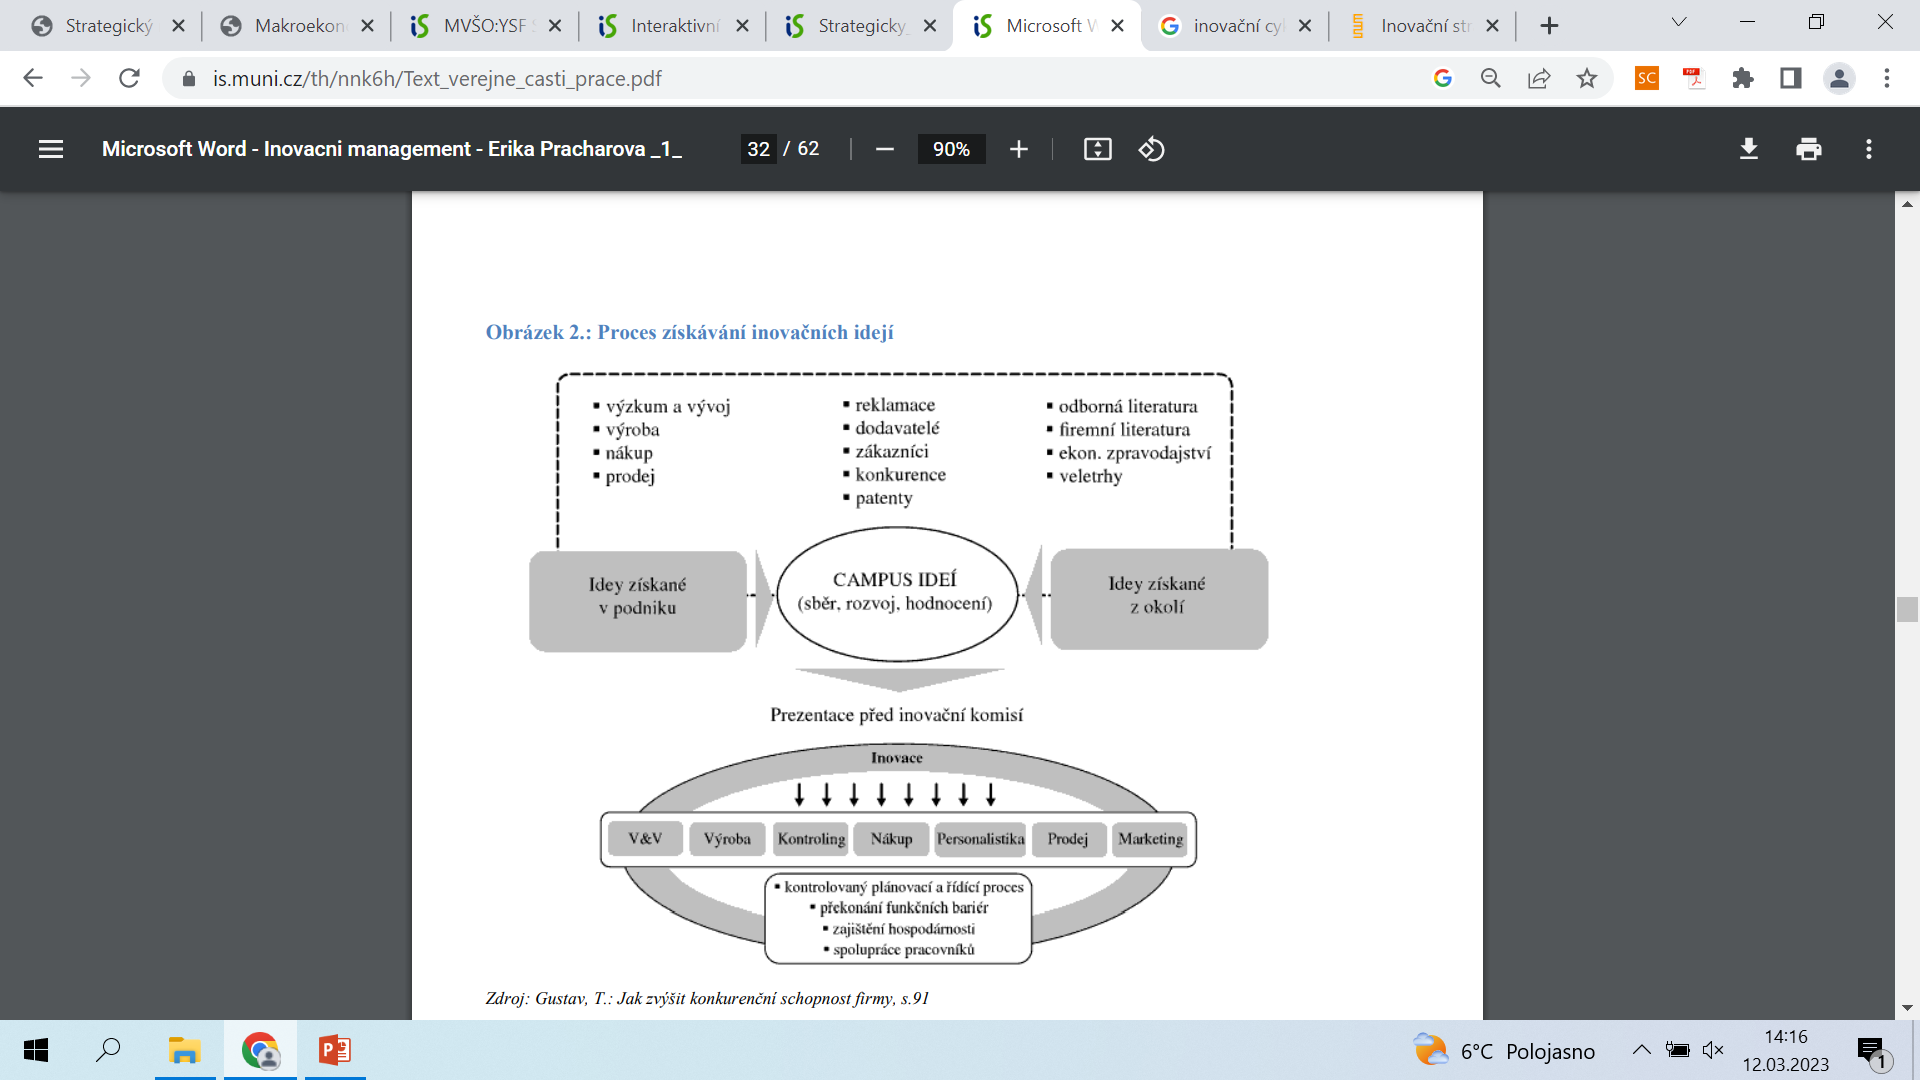 Strategický
Makroekon
MVŠO:YSF S
Interaktivní
Strategicky_
Microsoft W
inovační cyk
Inovační str
is.muni.cz/th/nnk6h/Text_verejne_casti_prace.pdf
SC
PDF
Microsoft Word - Inovacni management - Erika Pracharova _1_
32 / 62
90%
Obrázek 2.: Proces získávání inovačních idejí
▪ výzkum a vývoj
▪ výroba
▪ nákup
▪ prodej
▪ reklamace
▪ dodavatelé
▪ zákazníci
▪ konkurence
▪ patenty
▪ odborná literatura
▪ firemní literatura
▪ ekon. zpravodajství
▪ veletrhy
Idey získané
v podniku
CAMPUS IDEÍ
(sběr, rozvoj, hodnocení)
Idey získané
z okolí
Prezentace před inovační komisí
Inovace
V&V
Výroba
Kontroling
Nákup
Personalistika
Prodej
Marketing
▪ kontrolovaný plánovací a řídící proces
▪ překonání funkčních bariér
▪ zajištění hospodárnosti
▪ spolupráce pracovníků
Zdroj: Gustav, T.: Jak zvýšit konkurenční schopnost firmy, s.91
6°C Polojasno
14:16
12.03.2023
1